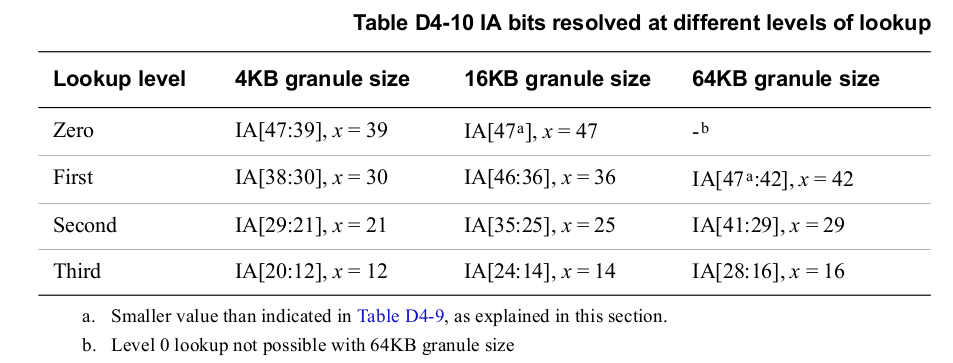 Table D4-10 IA bits resolved at different levels of lookup
Lookup level 4KB granule size 16KB granule size 64KB granule size
Zero IA[47:39], x = 39 IA[47a], x = 47 -b
First IA[38:30], x = 30 IA[46:36], x = 36 IA[47a:42], x = 42
Second IA[29:21], x = 21 IA[35:25], x = 25 IA[41:29], x = 29
Third IA[20:12], x = 12 IA[24:14], x = 14 IA[28:16], x = 16
a. Smaller value than indicated in Table D4-9, as explained in this section.
b. Level 0 lookup not possible with 64KB granule size